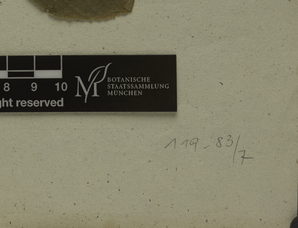 8 9 10
ght reserved
M
BOTANISCHE
STAATSSAMMLUNG
MÜNCHEN
119-83/7